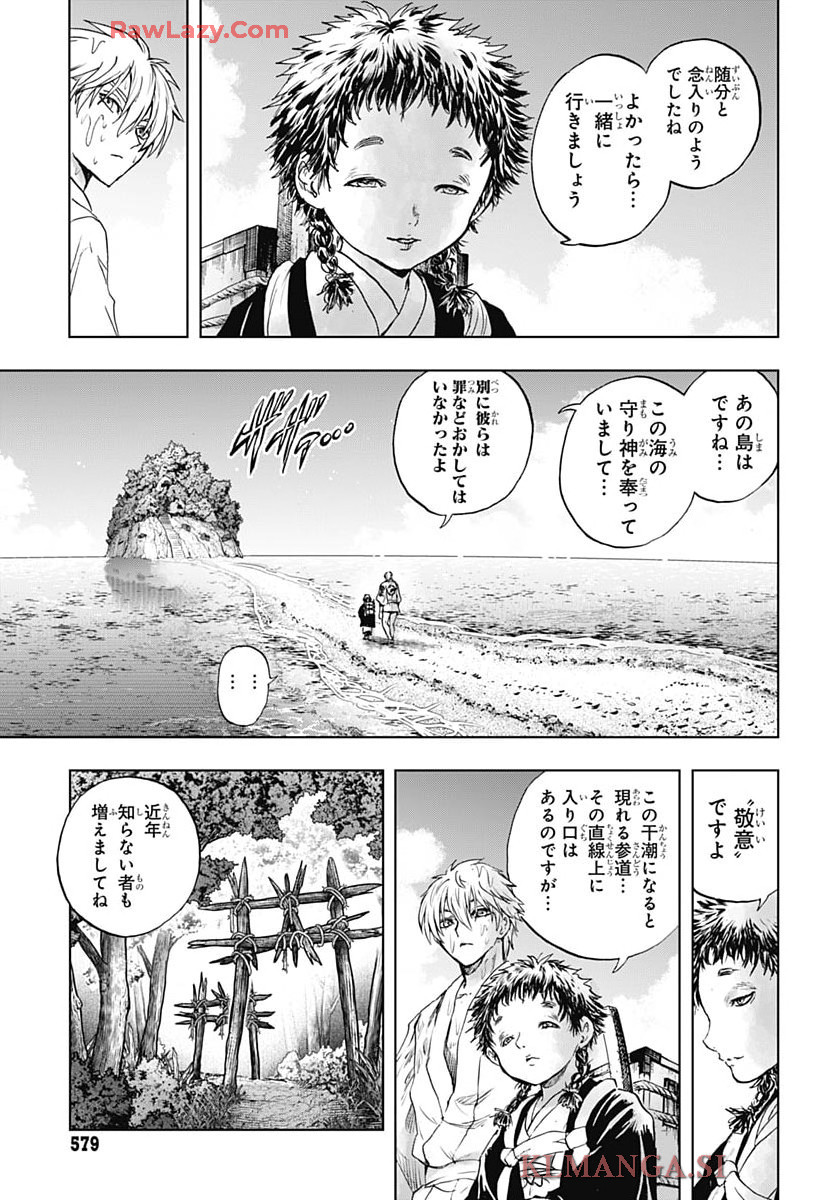 RawLazy.Com
随分と
念入りのよう
でしたね
よかったら…
一緒に
行きましょう
あの島は
ですね…
この海の
守り神を奉って
いまして…
別に彼らは
罪などおかしては
いなかったよ
ザザザァ。。。
……
〝敬意〟
ですよ
この干潮になると
現れる参道…
その直線上に
入り口は
あるのですが…
近年
知らない者も
増えましてね
579
KLMANGA.SI